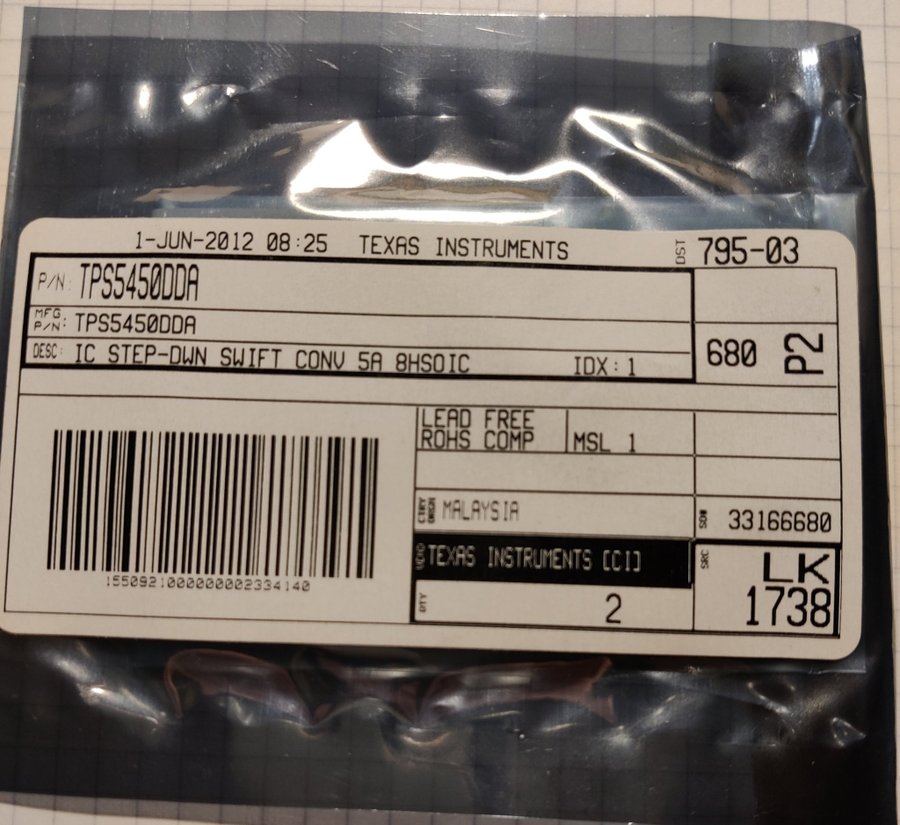 1-JUN-2012 08:25 TEXAS INSTRUMENTS
DST 795-03
P/N: TPS5450DDA
MFG. P/N: TPS5450DDA
DESC: IC STEP-DWN SWIFT CONV 5A 8HSOIC IDX:1
680 P2
LEAD FREE
ROHS COMP
MSL 1
CTRY ORGN MALAYSIA
SO# 33166680
TEXAS INSTRUMENTS [CI]
SRC LK
1738
QTY 2
1550921000000002334140